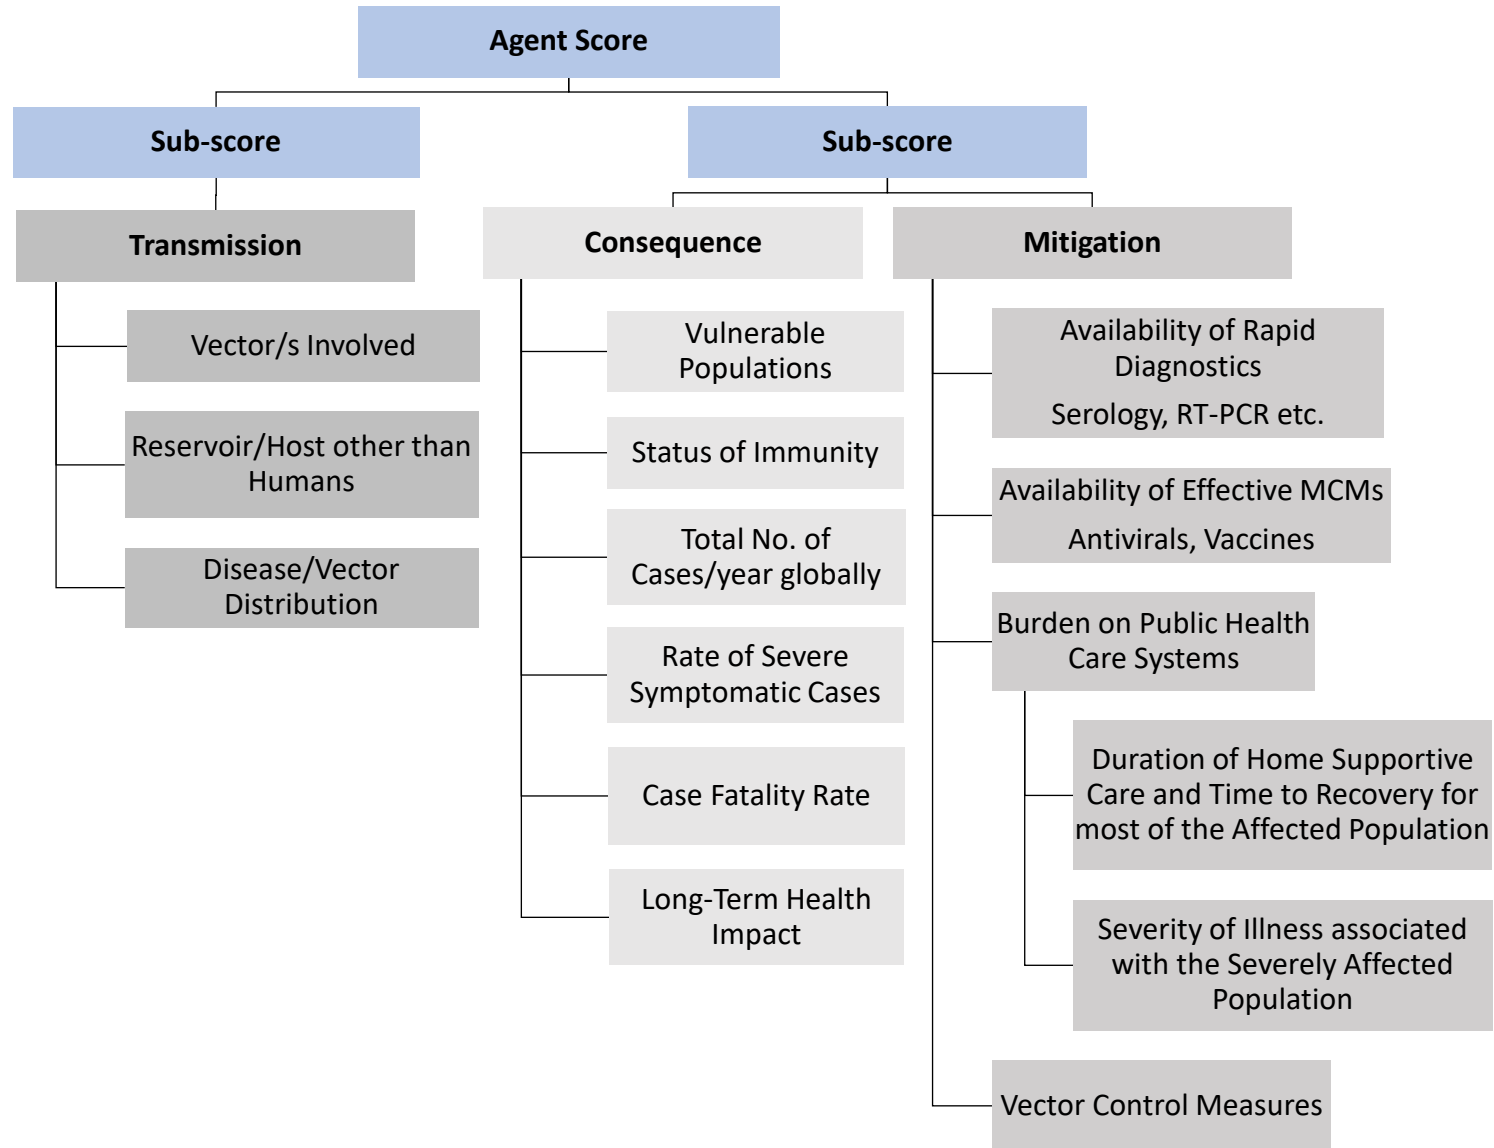 Agent Score
Sub-score
Sub-score
Transmission
Vector/s Involved
Reservoir/Host other than
Humans
Disease/Vector
Distribution
Consequence
Vulnerable
Populations
Status of Immunity
Total No. of
Cases/year globally
Rate of Severe
Symptomatic Cases
Case Fatality Rate
Long-Term Health
Impact
Mitigation
Availability of Rapid
Diagnostics
Serology, RT-PCR etc.
Availability of Effective MCMs
Antivirals, Vaccines
Burden on Public Health
Care Systems
Duration of Home Supportive
Care and Time to Recovery for
most of the Affected Population
Severity of Illness associated
with the Severely Affected
Population
Vector Control Measures